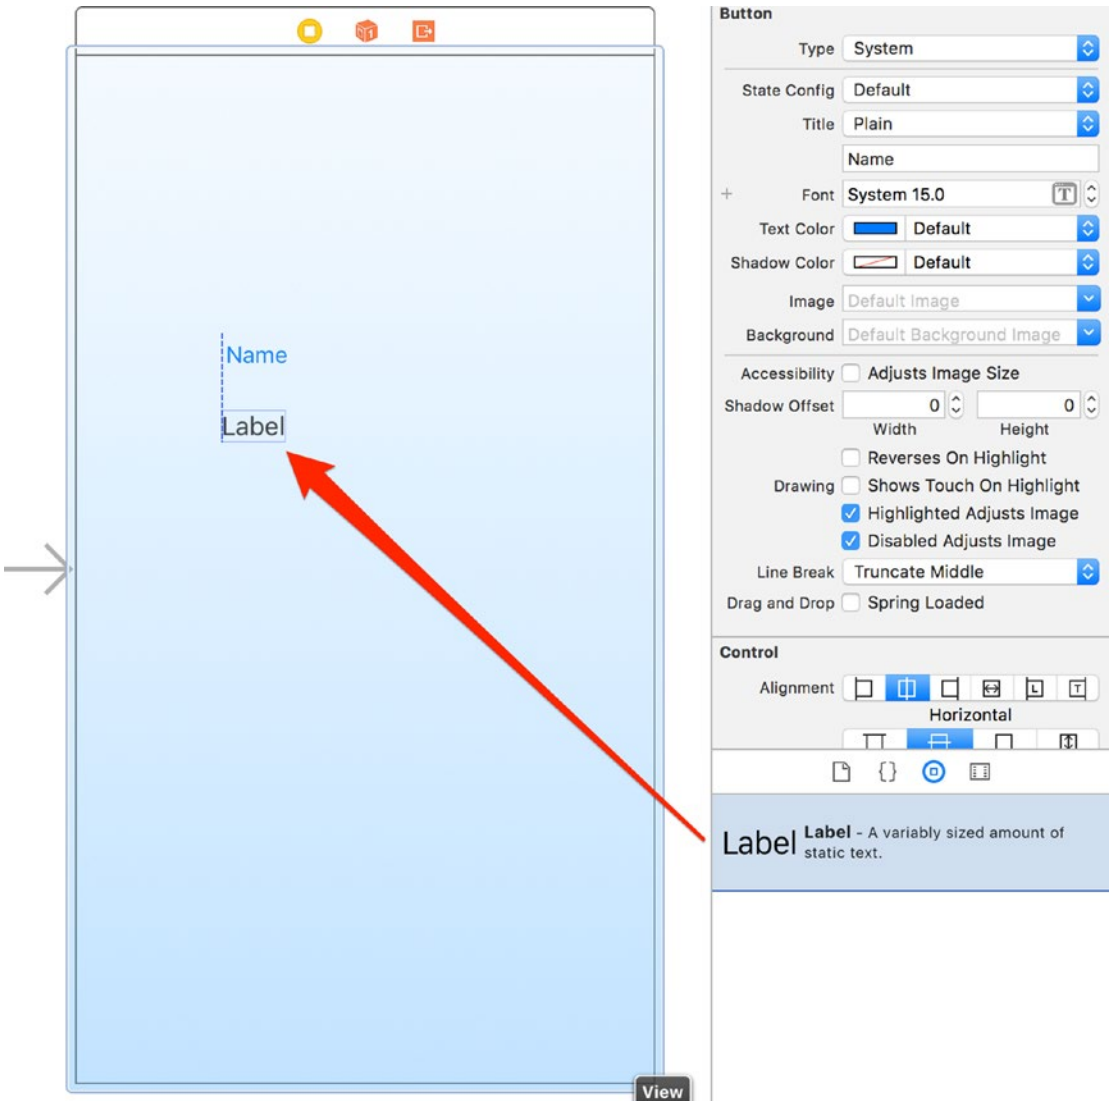 Name
Label
View
Button
Type System
State Config Default
Title Plain
Name
+ Font System 15.0 T
Text Color Default
Shadow Color Default
Image Default Image
Background Default Background Image
Accessibility Adjusts Image Size
Shadow Offset 0 0
Width Height
Reverses On Highlight
Drawing Shows Touch On Highlight
Highlighted Adjusts Image
Disabled Adjusts Image
Line Break Truncate Middle
Drag and Drop Spring Loaded
Control
Alignment L T
Horizontal
{}
Label Label - A variably sized amount of
static text.